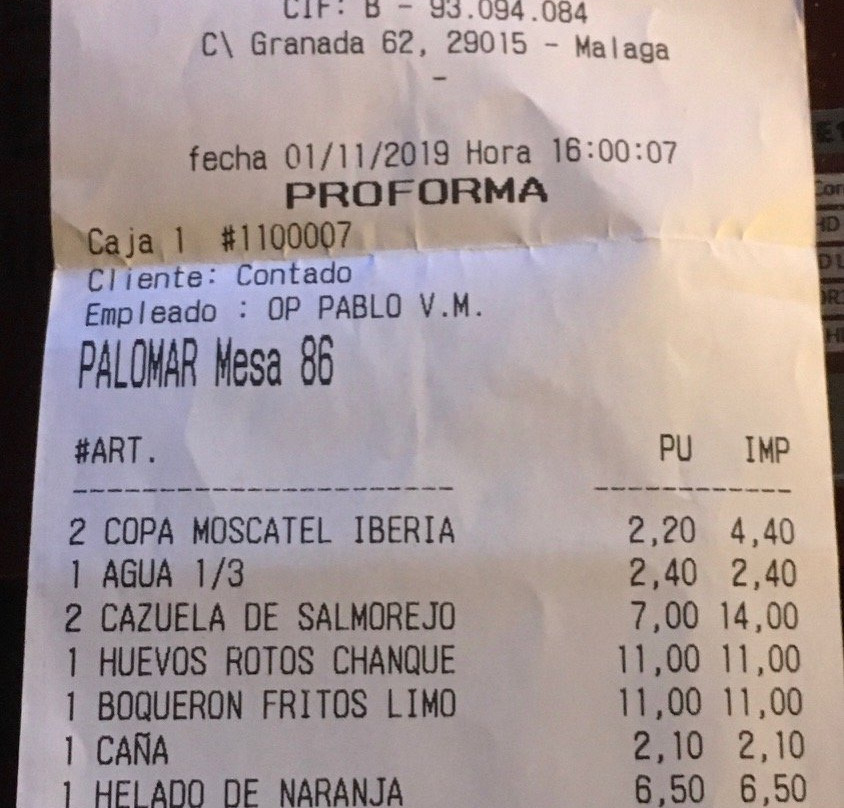 CIF: B - 93.094.084
C\ Granada 62, 29015 - Malaga
-
fecha 01/11/2019 Hora 16:00:07
PROFORMA
Caja 1 #1100007
Cliente: Contado
Empleado : OP PABLO V.M.
PALOMAR Mesa 86
#ART. PU IMP
2 COPA MOSCATEL IBERIA 2,20 4,40
1 AGUA 1/3 2,40 2,40
2 CAZUELA DE SALMOREJO 7,00 14,00
1 HUEVOS ROTOS CHANQUE 11,00 11,00
1 BOQUERON FRITOS LIMO 11,00 11,00
1 CAÑA 2,10 2,10
1 HELADO DE NARANJA 6,50 6,50